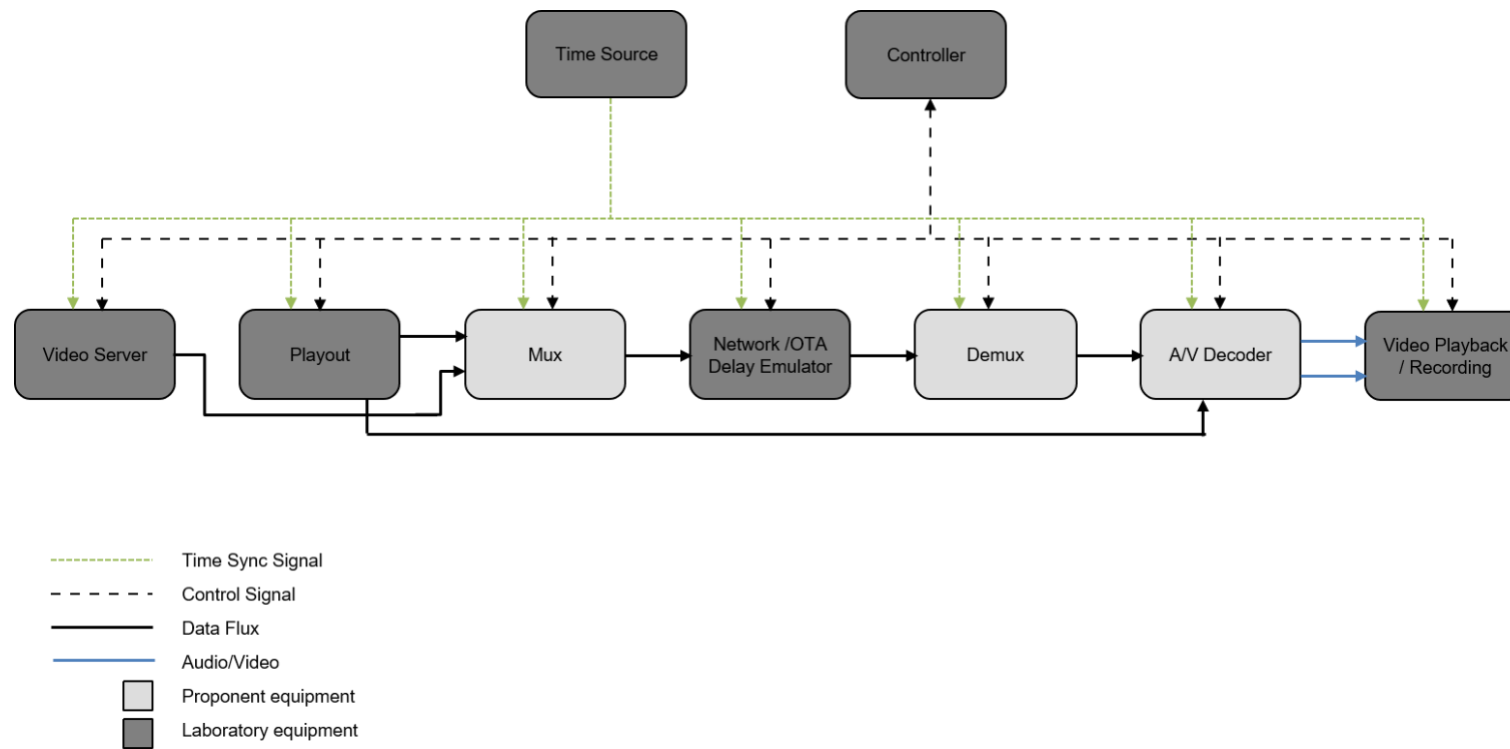 Time Source
Controller
Video Server
Playout
Mux
Network /OTA
Delay Emulator
Demux
A/V Decoder
Video Playback
/ Recording
Time Sync Signal
Control Signal
Data Flux
Audio/Video
Proponent equipment
Laboratory equipment